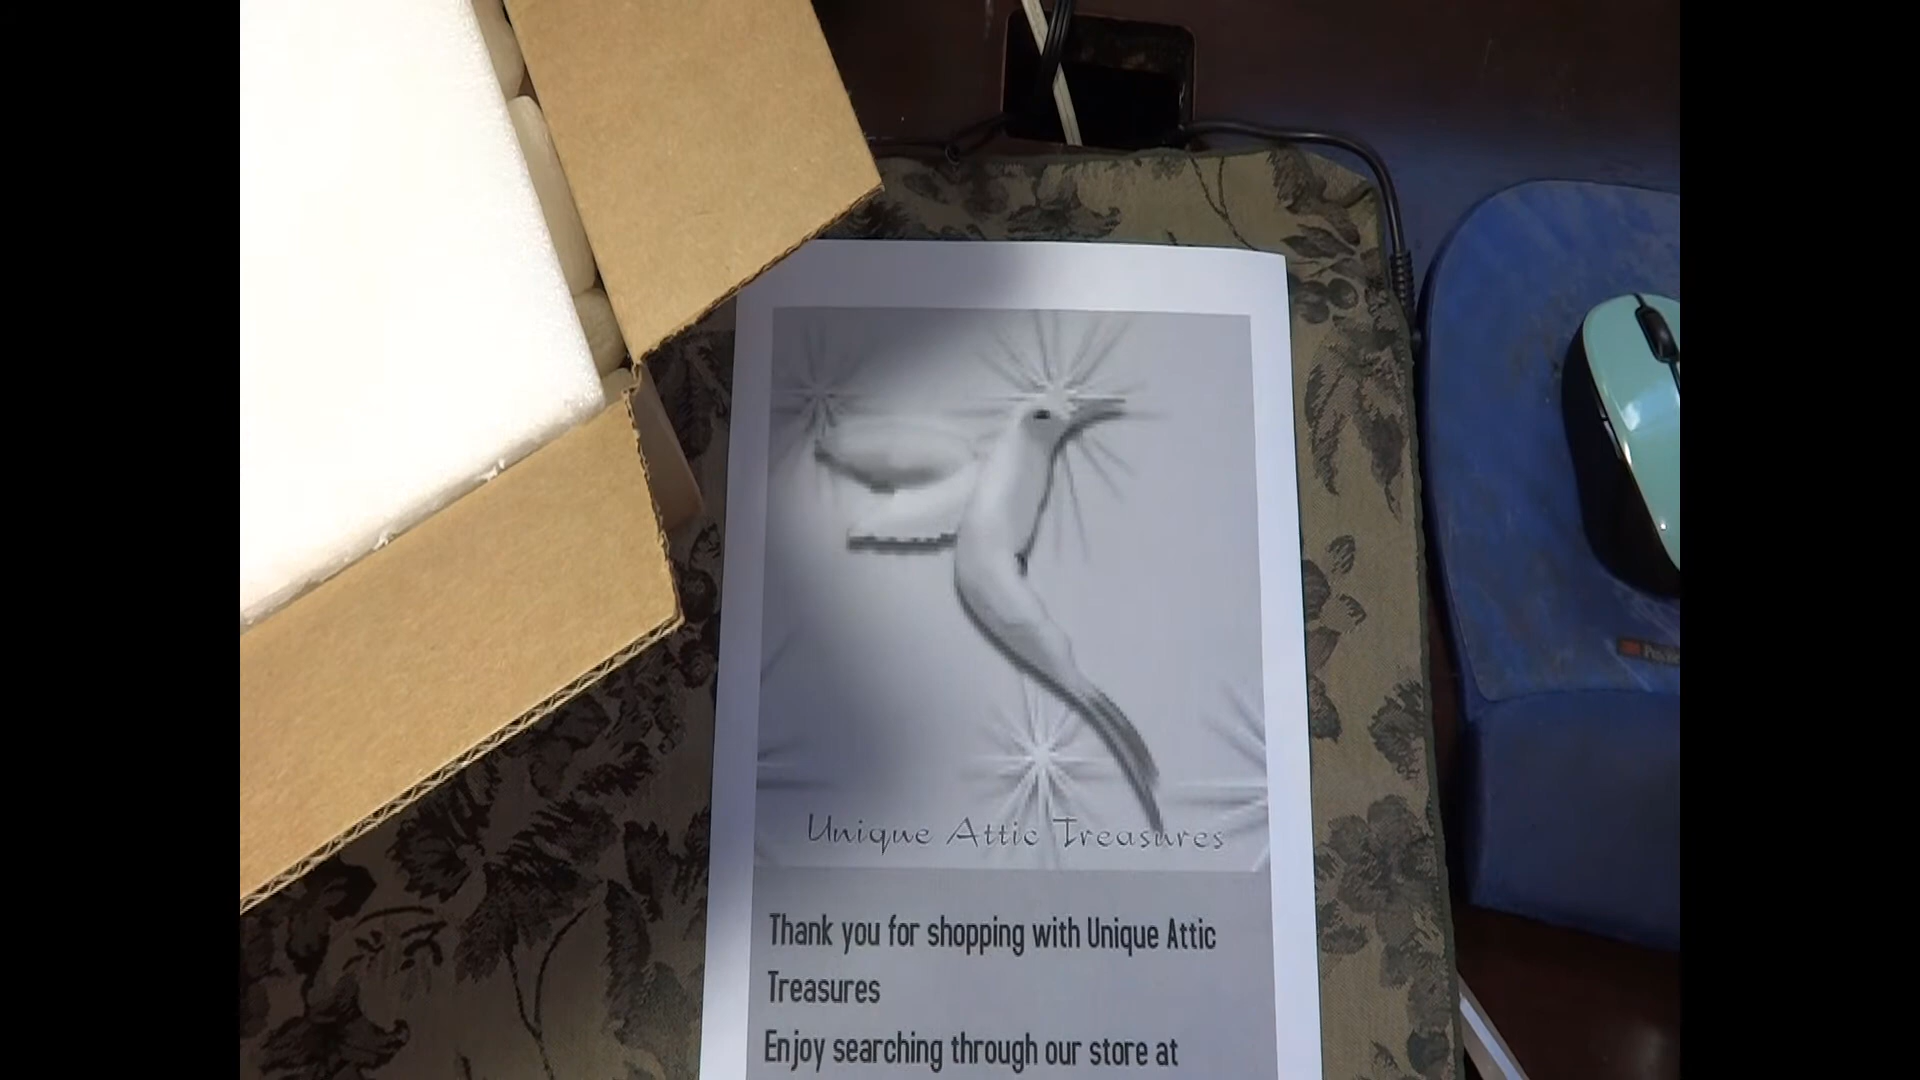 Unique Attic Treasures
Thank you for shopping with Unique Attic
Treasures
Enjoy searching through our store at